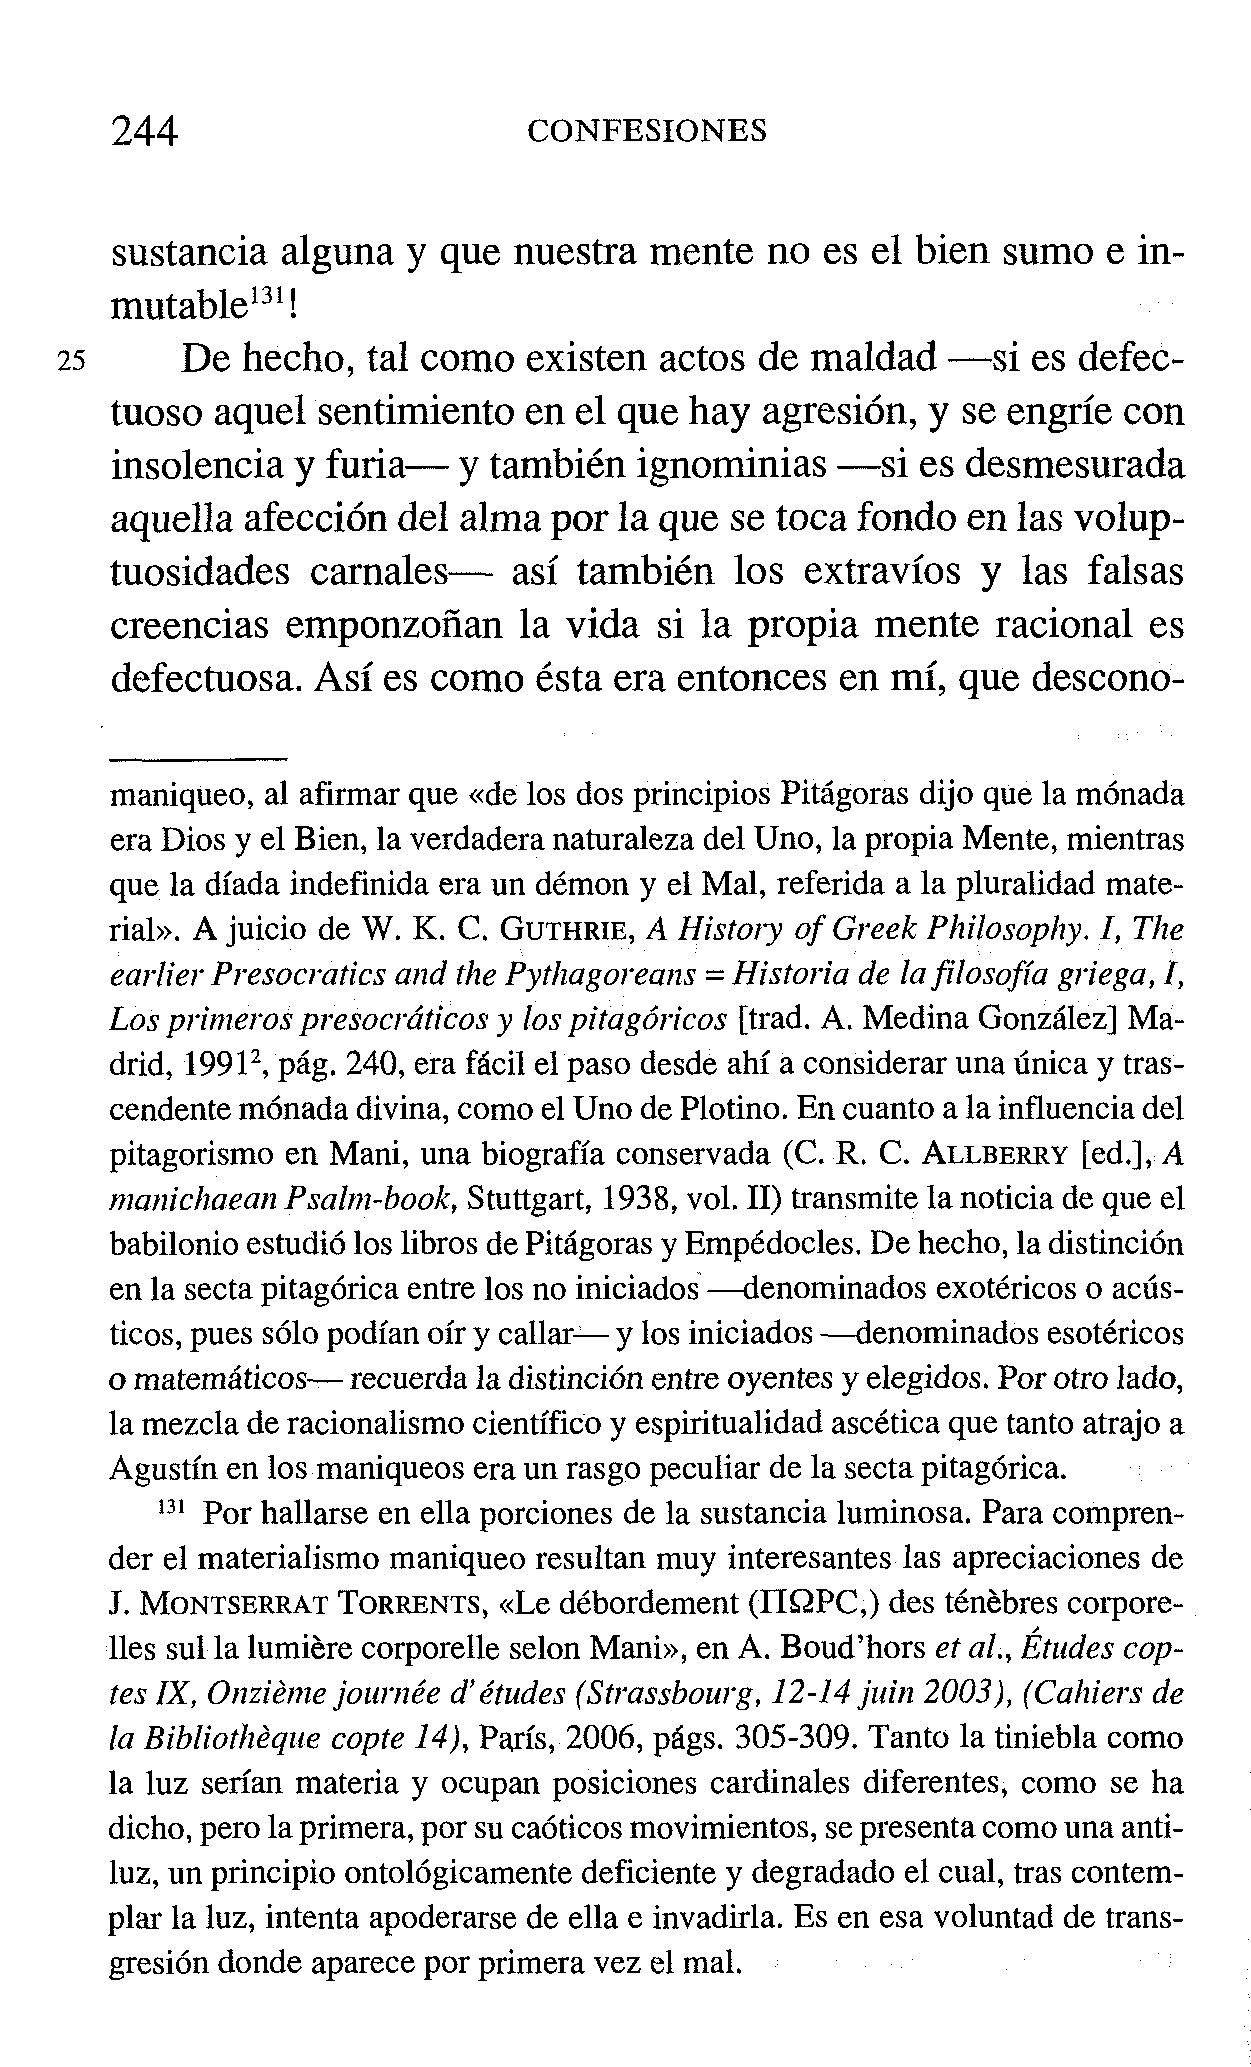 244 CONFESIONES
sustancia alguna y que nuestra mente no es el bien sumo e in-
mutable¹³¹!
25 De hecho, tal como existen actos de maldad —si es defec-
tuoso aquel sentimiento en el que hay agresión, y se engríe con
insolencia y furia— y también ignominias —si es desmesurada
aquella afección del alma por la que se toca fondo en las volup-
tuosidades carnales— así también los extravíos y las falsas
creencias emponzoñan la vida si la propia mente racional es
defectuosa. Así es como ésta era entonces en mí, que descono-
maniqueo, al afirmar que «de los dos principios Pitágoras dijo que la mónada
era Dios y el Bien, la verdadera naturaleza del Uno, la propia Mente, mientras
que la díada indefinida era un démon y el Mal, referida a la pluralidad mate-
rial». A juicio de W. K. C. GUTHRIE, A History of Greek Philosophy. I, The
earlier Presocratics and the Pythagoreans = Historia de la filosofía griega, I,
Los primeros presocráticos y los pitagóricos [trad. A. Medina González] Ma-
drid, 1991², pág. 240, era fácil el paso desde ahí a considerar una única y tras-
cendente mónada divina, como el Uno de Plotino. En cuanto a la influencia del
pitagorismo en Mani, una biografía conservada (C. R. C. ALLBERRY [ed.], A
manichaean Psalm-book, Stuttgart, 1938, vol. II) transmite la noticia de que el
babilonio estudió los libros de Pitágoras y Empédocles. De hecho, la distinción
en la secta pitagórica entre los no iniciados —denominados exotéricos o acús-
ticos, pues sólo podían oír y callar— y los iniciados —denominados esotéricos
o matemáticos— recuerda la distinción entre oyentes y elegidos. Por otro lado,
la mezcla de racionalismo científico y espiritualidad ascética que tanto atrajo a
Agustín en los maniqueos era un rasgo peculiar de la secta pitagórica.
¹³¹ Por hallarse en ella porciones de la sustancia luminosa. Para compren-
der el materialismo maniqueo resultan muy interesantes las apreciaciones de
J. MONTSERRAT TORRENTS, «Le débordement (ΠΩΡC,) des ténèbres corpore-
lles sul la lumière corporelle selon Mani», en A. Boud'hors et al., Études cop-
tes IX, Onzième journée d'études (Strassbourg, 12-14 juin 2003), (Cahiers de
la Bibliothèque copte 14), París, 2006, págs. 305-309. Tanto la tiniebla como
la luz serían materia y ocupan posiciones cardinales diferentes, como se ha
dicho, pero la primera, por su caóticos movimientos, se presenta como una anti-
luz, un principio ontológicamente deficiente y degradado el cual, tras contem-
plar la luz, intenta apoderarse de ella e invadirla. Es en esa voluntad de trans-
gresión donde aparece por primera vez el mal.